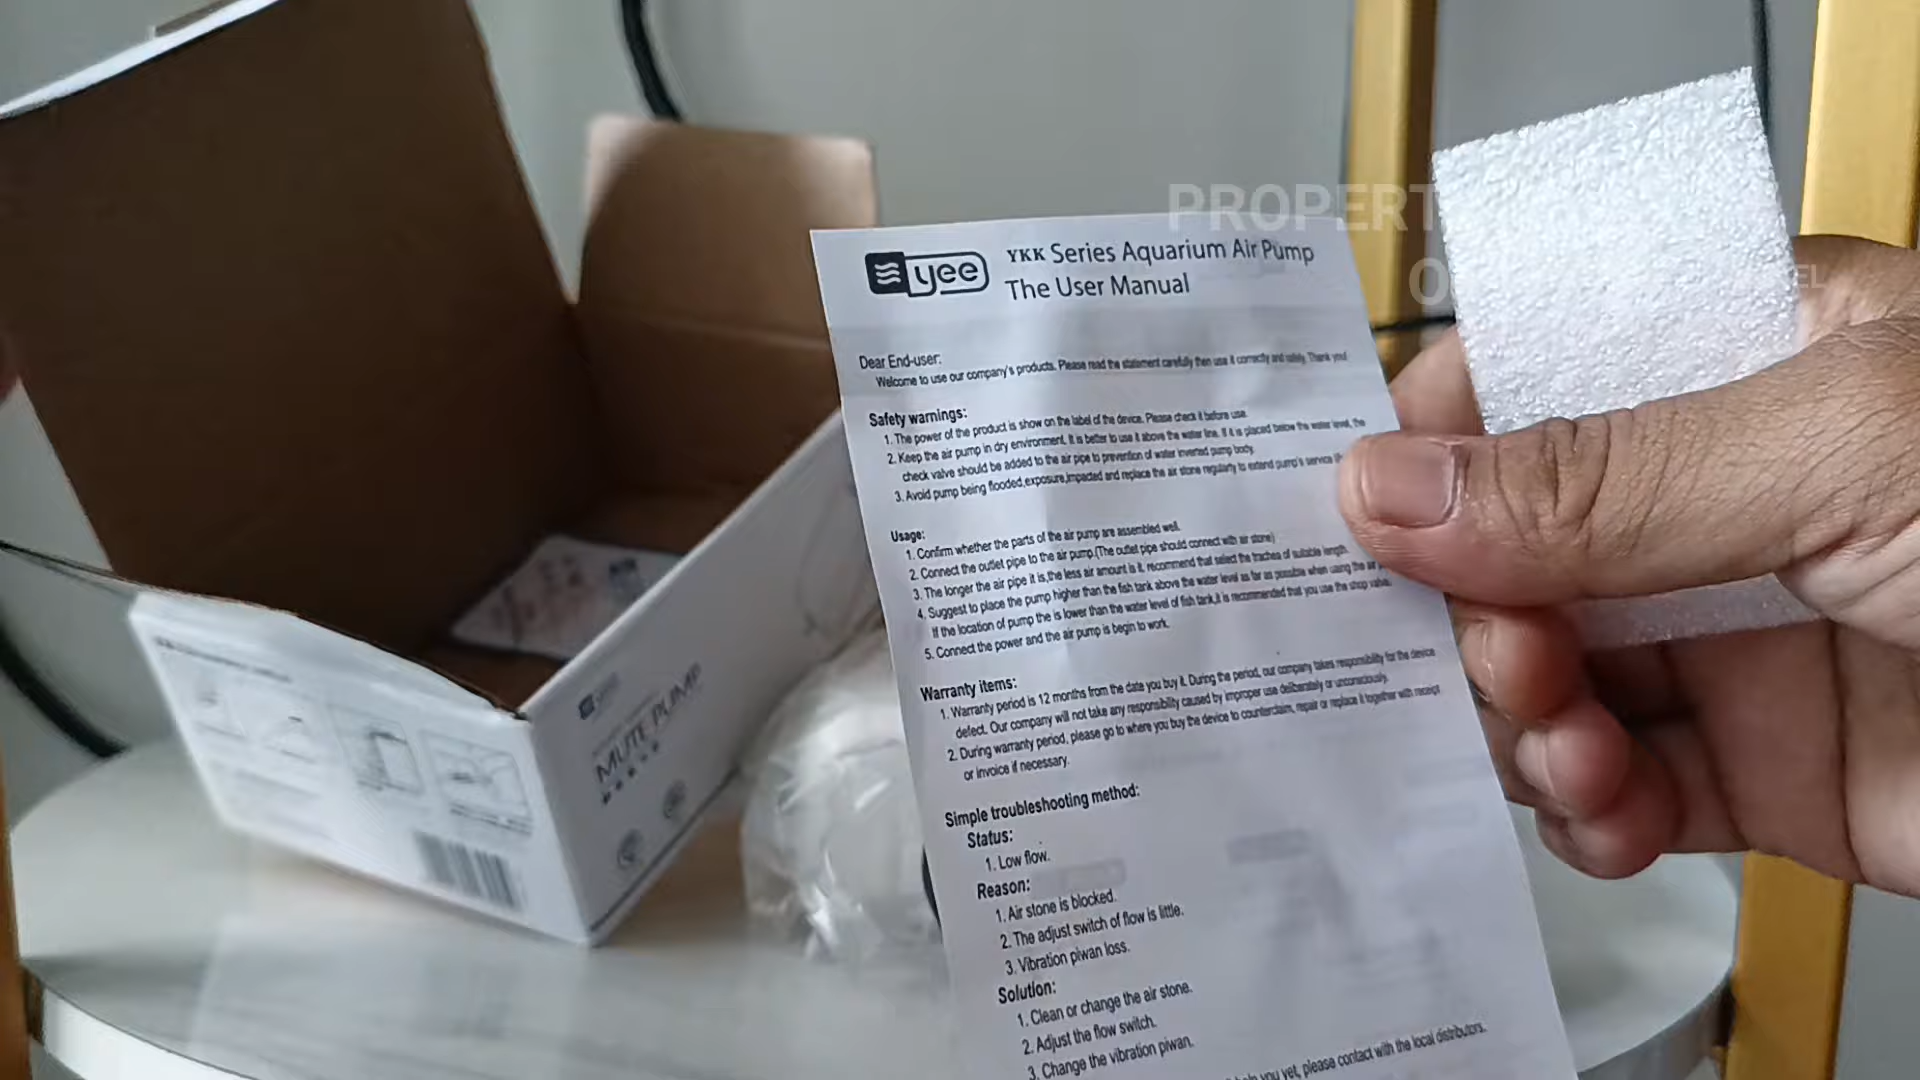 PROPERT
O
EL
yee
YKK Series Aquarium Air Pump
The User Manual
Dear End-user:
Welcome to use our company's products. Please read the statement carefully then use it correctly and safely. Thank you!
Safety warnings:
1. The power of the product is show on the label of the device. Please check it before use.
2. Keep the air pump in dry environment. It is better to use it above the water line. If it is placed below the water level, the
check valve should be added to the air pipe to prevention of water inverted pump body.
3. Avoid pump being flooded,exposure,impacted and replace the air stone regularly to extend pump's service
Usage:
1. Confirm whether the parts of the air pump are assembled well.
2. Connect the outlet pipe to the air pump.(The outlet pipe should connect with air stone)
3. The longer the air pipe it is,the less air amount is it. recommend that select the trachea of suitable length.
4. Suggest to place the pump higher than the fish tank above the water level as far as possible when using the air
If the location of pump the is lower than the water level of fish tank,it is recommended that you use the shop valve.
5. Connect the power and the air pump is begin to work.
Warranty items:
1. Warranty period is 12 months from the date you buy it. During the period, our company takes responsibility for the device
defect. Our company will not take any responsibility caused by improper use deliberately or unconsciously.
2. During warranty period, please go to where you buy the device to counterclaim, repair or replace it together with receipt
or invoice if necessary.
Simple troubleshooting method:
Status:
1. Low flow.
Reason:
1. Air stone is blocked.
2. The adjust switch of flow is little.
3. Vibration piwan loss.
Solution:
1. Clean or change the air stone.
2. Adjust the flow switch.
3. Change the vibration piwan.
you yet, please contact with the local distributors.
MUTE PUMP